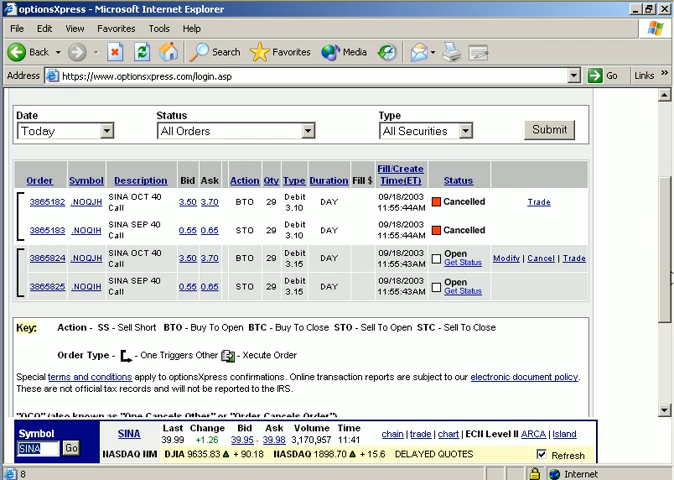 optionsXpress - Microsoft Internet Explorer
File Edit View Favorites Tools Help
Back Search Favorites Media
Address https://www.optionsxpress.com/login.asp Go Links »
Date Status Type
Today All Orders All Securities Submit
Order Symbol Description Bid Ask Action Qty Type Duration Fill $ Fill/Create Time(ET) Status
3865182 .NOQJH SINA OCT 40 Call 3.50 3.70 BTO 29 Debit 3.10 DAY 09/18/2003 11:55:44AM Cancelled Trade
3865183 .NOQIH SINA SEP 40 Call 0.55 0.65 STO 29 Debit 3.10 DAY 09/18/2003 11:55:44AM Cancelled
3865824 .NOQJH SINA OCT 40 Call 3.50 3.70 BTO 29 Debit 3.15 DAY 09/18/2003 11:55:43AM Open Get Status Modify | Cancel | Trade
3865825 .NOQIH SINA SEP 40 Call 0.55 0.65 STO 29 Debit 3.15 DAY 09/18/2003 11:55:43AM Open Get Status
Key: Action - SS - Sell Short BTO - Buy To Open BTC - Buy To Close STO - Sell To Open STC - Sell To Close
Order Type - - One Triggers Other - Xecute Order
Special terms and conditions apply to optionsXpress confirmations. Online transaction reports are subject to our electronic document policy.
These are not official tax records and will not be reported to the IRS.
"OCO" (also known as "One Cancels Other" or "Order Cancels Order")
Symbol SINA Last Change Bid Ask Volume Time chain | trade | chart | ECN Level II ARCA | Island
SINA Go 39.99 +1.26 39.95 - 39.98 3,170,957 11:41
NASDAQ NM DJIA 9635.83 ▲ + 90.18 NASDAQ 1898.70 ▲ + 15.6 DELAYED QUOTES Refresh
8 Internet